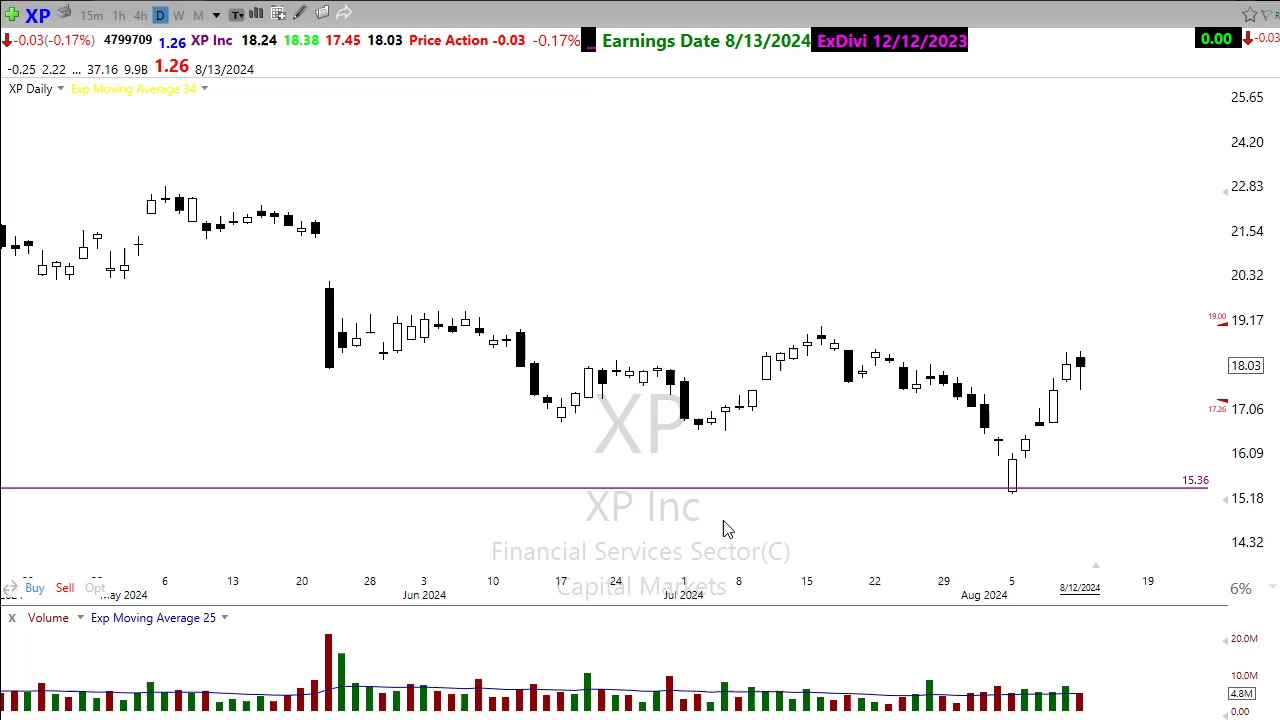 XP 15m 1h 4h D W M T
-0.03(-0.17%) 4799709 1.26 XP Inc 18.24 18.38 17.45 18.03 Price Action -0.03 -0.17% ... Earnings Date 8/13/2024 ExDivi 12/12/2023 0.00 -0.03
-0.25 2.22 ... 37.16 9.9B 1.26 8/13/2024
XP Daily Exp Moving Average 34
25.65
24.20
22.83
21.54
20.32
19.00 19.17
18.03
17.26 17.06
16.09
15.36
15.18
14.32
XP
XP Inc
Financial Services Sector(C)
Capital Markets
6 13 20 28 3 10 17 24 1 8 15 22 29 5 8/12/2024 19
Buy Sell Opt
May 2024 Jun 2024 Jul 2024 Aug 2024
6%
X Volume Exp Moving Average 25
20.0M
10.0M
4.8M
0.00